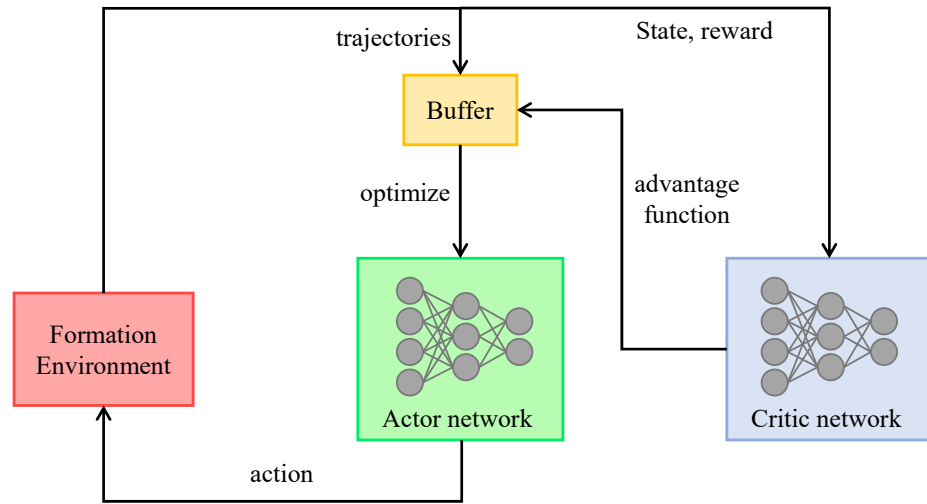 trajectories
State, reward
Buffer
optimize
advantage
function
Formation
Environment
Actor network
Critic network
action